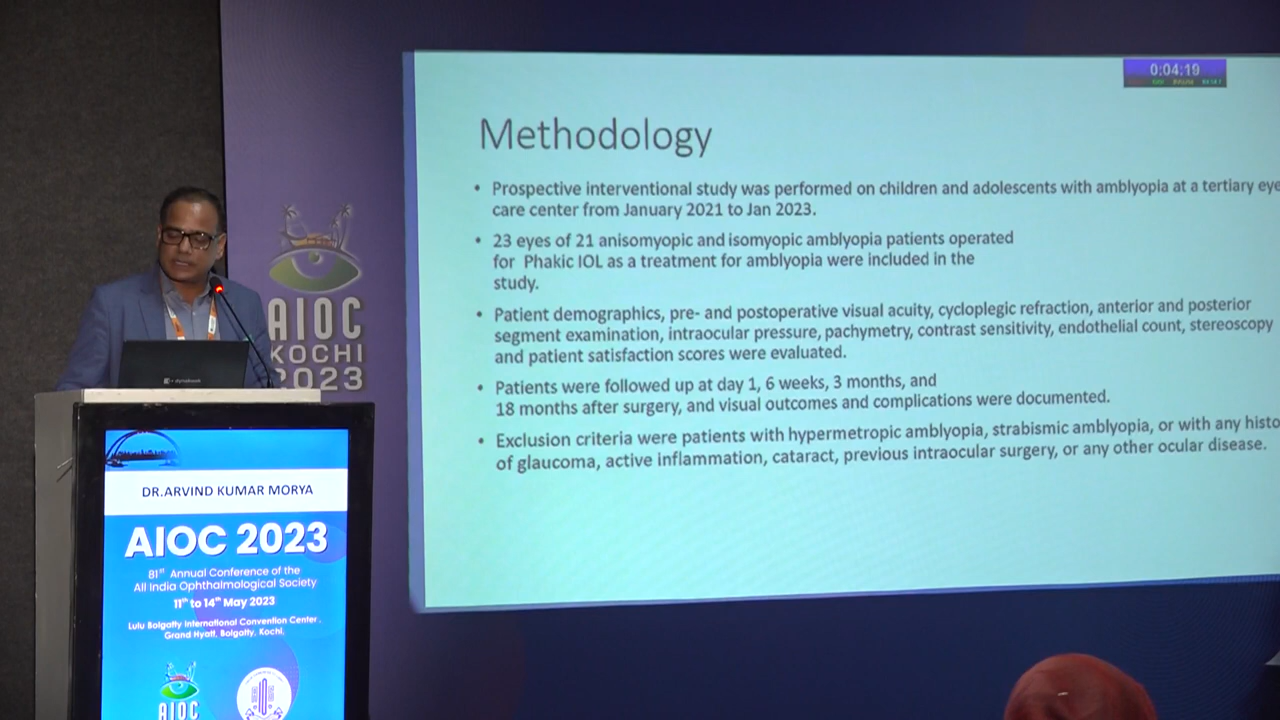 0:04:19
Methodology
• Prospective interventional study was performed on children and adolescents with amblyopia at a tertiary eye
care center from January 2021 to Jan 2023.
• 23 eyes of 21 anisomyopic and isomyopic amblyopia patients operated
for Phakic IOL as a treatment for amblyopia were included in the
study.
• Patient demographics, pre- and postoperative visual acuity, cycloplegic refraction, anterior and posterior
segment examination, intraocular pressure, pachymetry, contrast sensitivity, endothelial count, stereoscopy
and patient satisfaction scores were evaluated.
• Patients were followed up at day 1, 6 weeks, 3 months, and
18 months after surgery, and visual outcomes and complications were documented.
• Exclusion criteria were patients with hypermetropic amblyopia, strabismic amblyopia, or with any histo
of glaucoma, active inflammation, cataract, previous intraocular surgery, or any other ocular disease.
AIOC
KOCHI
2023
DR.ARVIND KUMAR MORYA
AIOC 2023
81st Annual Conference of the
All India Ophthalmological Society
11th to 14th May 2023
Lulu Bolgatty International Convention Center,
Grand Hyatt, Bolgatty, Kochi.
AIOC